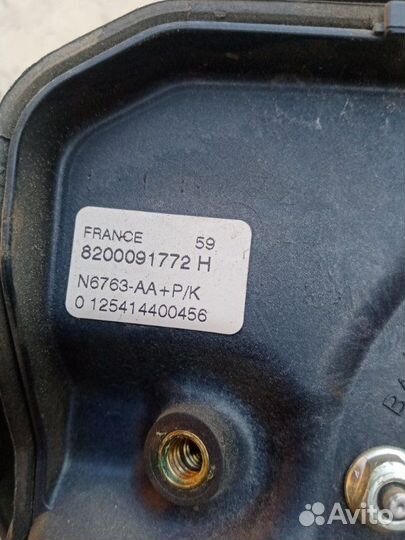 FRANCE 59
8200091772 H
N6763-AA+P/K
0 125414400456
Avito